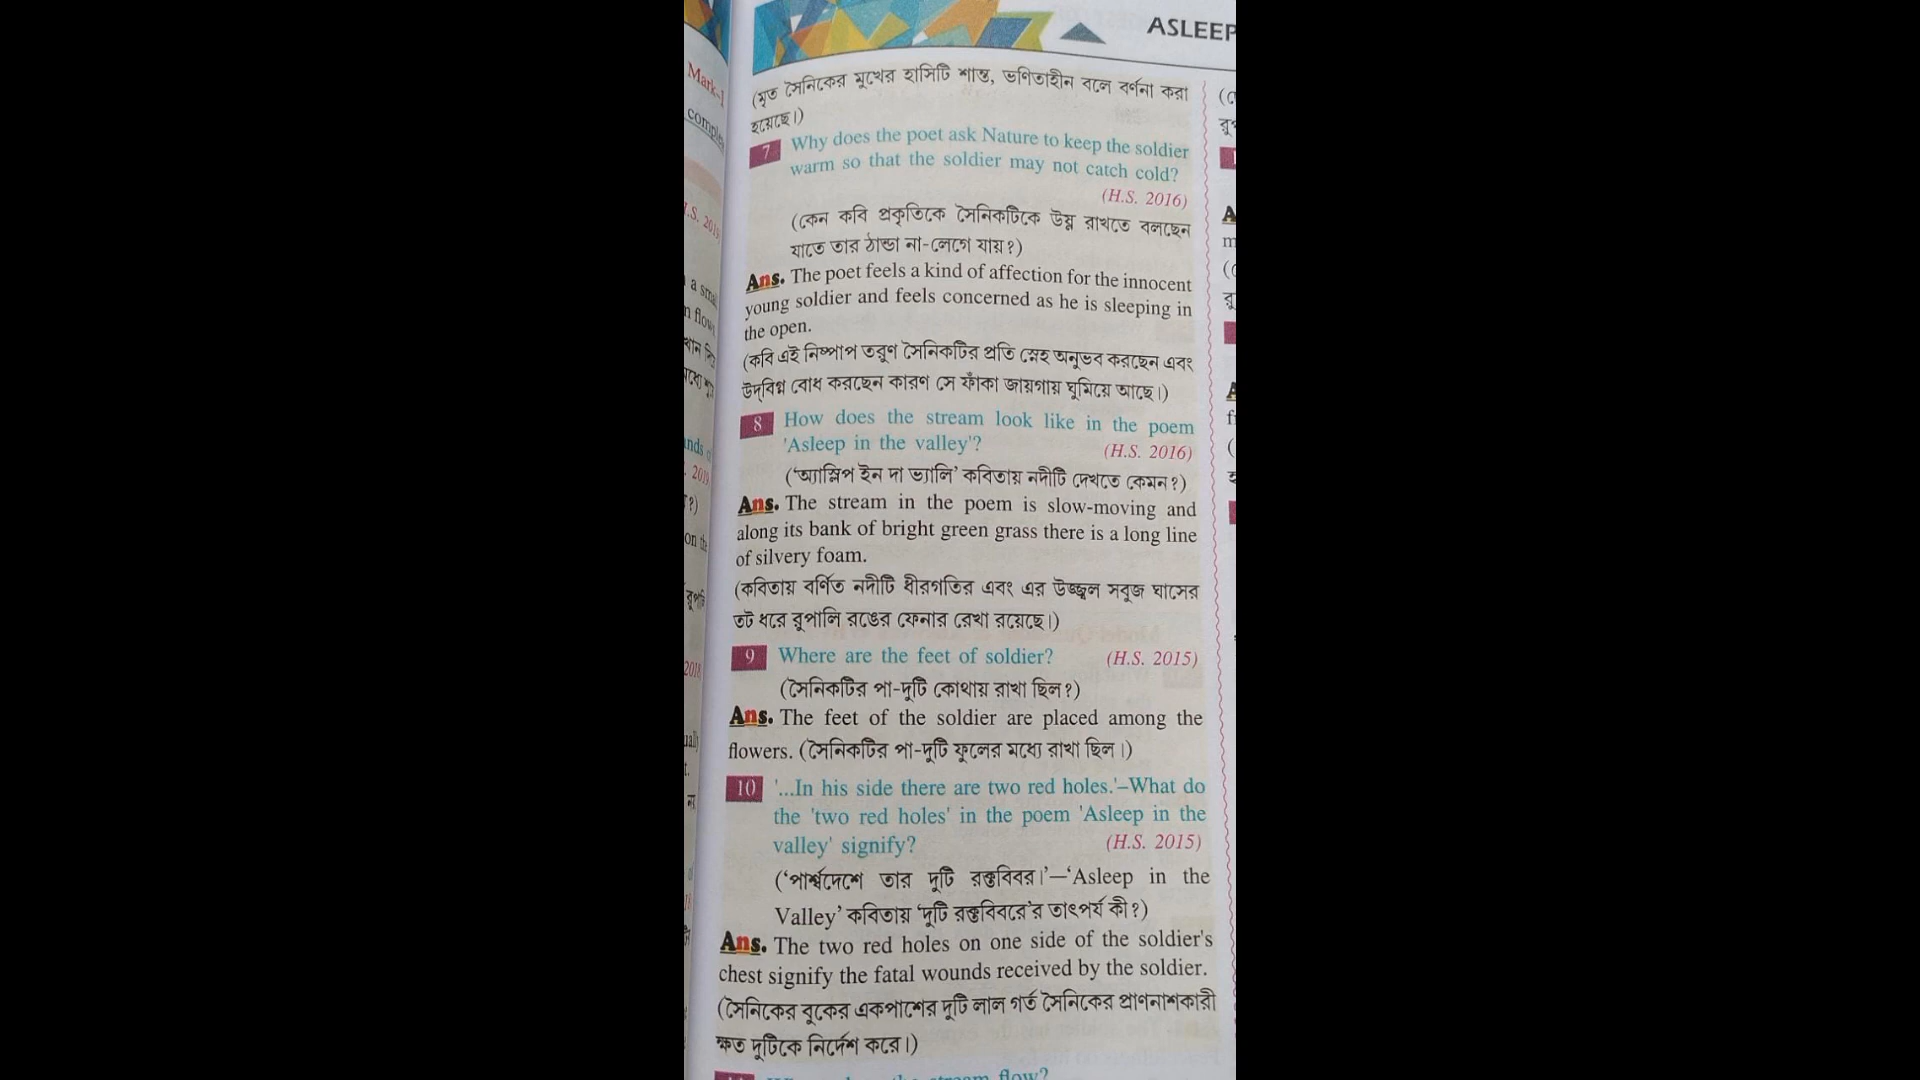 ASLEEP
(মৃত সৈনিকের মুখের হাসিটি শান্ত, ভণিতাহীন বলে বর্ণনা করা
হয়েছে।)
7 Why does the poet ask Nature to keep the soldier
warm so that the soldier may not catch cold?
(H.S. 2016)
(কেন কবি প্রকৃতিকে সৈনিকটিকে উষ্ণ রাখতে বলছেন
যাতে তার ঠান্ডা না-লেগে যায়?)
Ans. The poet feels a kind of affection for the innocent
young soldier and feels concerned as he is sleeping in
the open.
(কবি এই নিষ্পাপ তরুণ সৈনিকটির প্রতি স্নেহ অনুভব করছেন এবং
উদ্‌বিগ্ন বোধ করছেন কারণ সে ফাঁকা জায়গায় ঘুমিয়ে আছে।)
8 How does the stream look like in the poem
'Asleep in the valley'? (H.S. 2016)
('অ্যাস্লিপ ইন দা ভ্যালি' কবিতায় নদীটি দেখতে কেমন?)
Ans. The stream in the poem is slow-moving and
along its bank of bright green grass there is a long line
of silvery foam.
(কবিতায় বর্ণিত নদীটি ধীরগতির এবং এর উজ্জ্বল সবুজ ঘাসের
তট ধরে রুপালি রঙের ফেনার রেখা রয়েছে।)
9 Where are the feet of soldier? (H.S. 2015)
(সৈনিকটির পা-দুটি কোথায় রাখা ছিল?)
Ans. The feet of the soldier are placed among the
flowers. (সৈনিকটির পা-দুটি ফুলের মধ্যে রাখা ছিল।)
10 '...In his side there are two red holes.'–What do
the 'two red holes' in the poem 'Asleep in the
valley' signify? (H.S. 2015)
('পার্শ্বদেশে তার দুটি রক্তবিবর।'—'Asleep in the
Valley' কবিতায় 'দুটি রক্তবিবরে'র তাৎপর্য কী?)
Ans. The two red holes on one side of the soldier's
chest signify the fatal wounds received by the soldier.
(সৈনিকের বুকের একপাশের দুটি লাল গর্ত সৈনিকের প্রাণনাশকারী
ক্ষত দুটিকে নির্দেশ করে।)